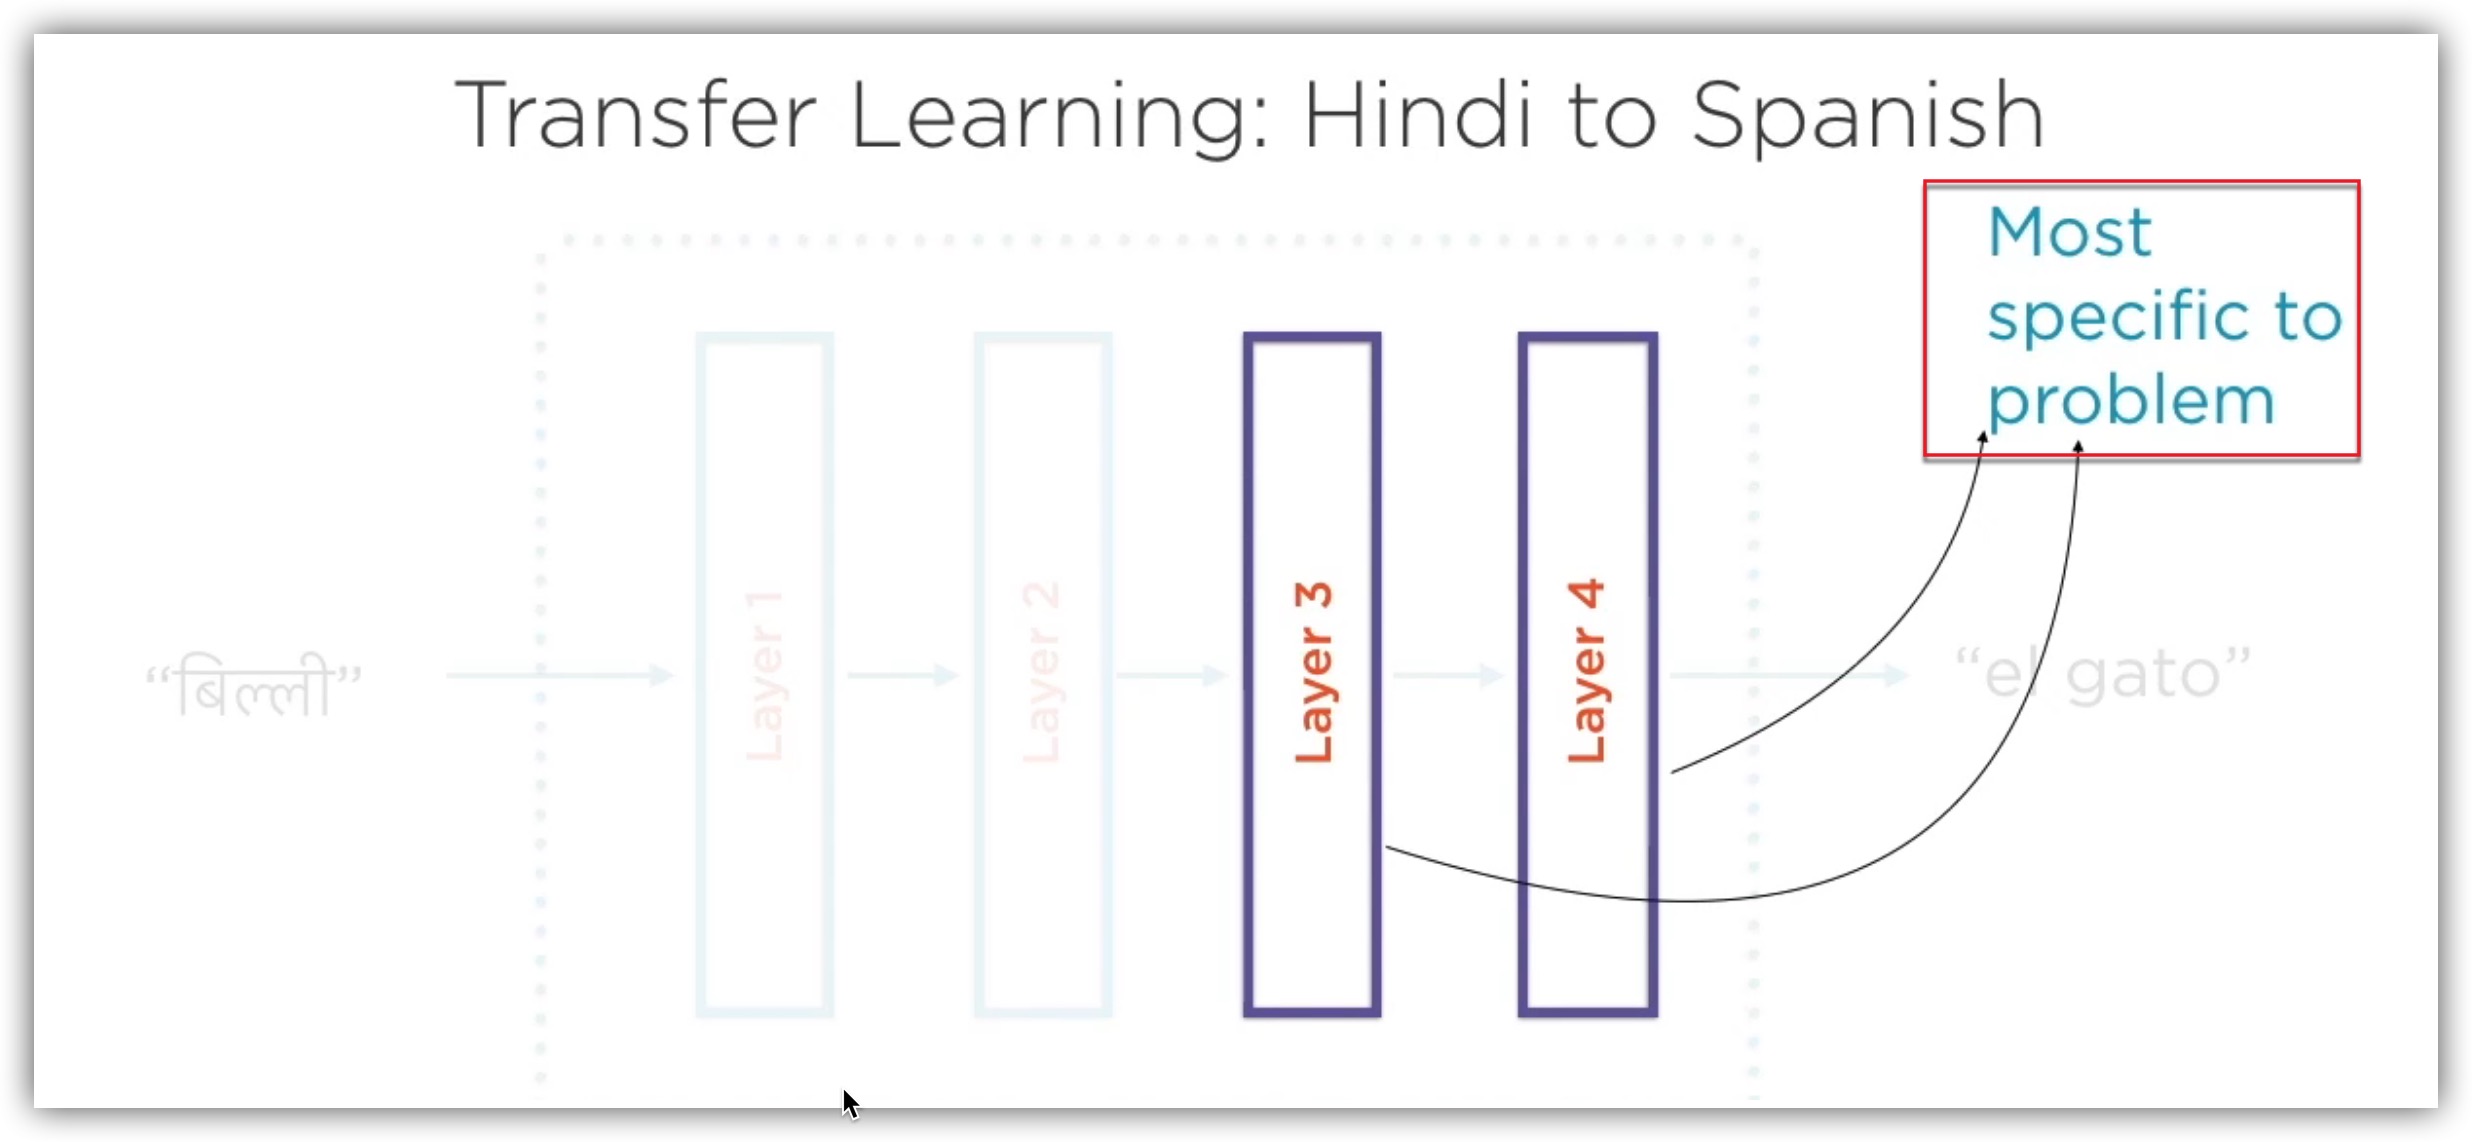 Transfer Learning: Hindi to Spanish
Most
specific to
problem
“बिल्ली”
Layer 1
Layer 2
Layer 3
Layer 4
“el gato”